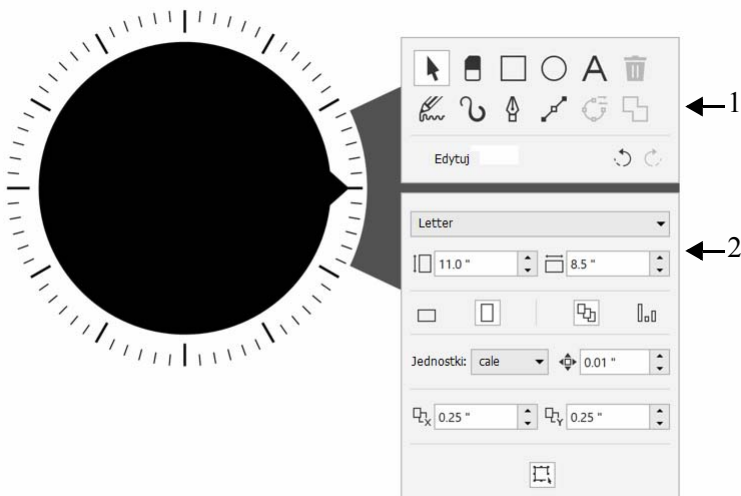 A
1
Edytuj
Letter
2
11.0 " 8.5 "
Jednostki: cale 0.01 "
X 0.25 " Y 0.25 "